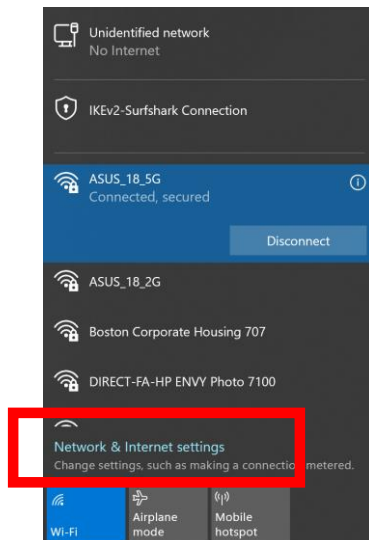 Unidentified network
No Internet
IKEv2-Surfshark Connection
ASUS_18_5G
Connected, secured
Disconnect
ASUS_18_2G
Boston Corporate Housing 707
DIRECT-FA-HP ENVY Photo 7100
Network & Internet settings
Change settings, such as making a connection metered.
Wi-Fi
Airplane
mode
Mobile
hotspot